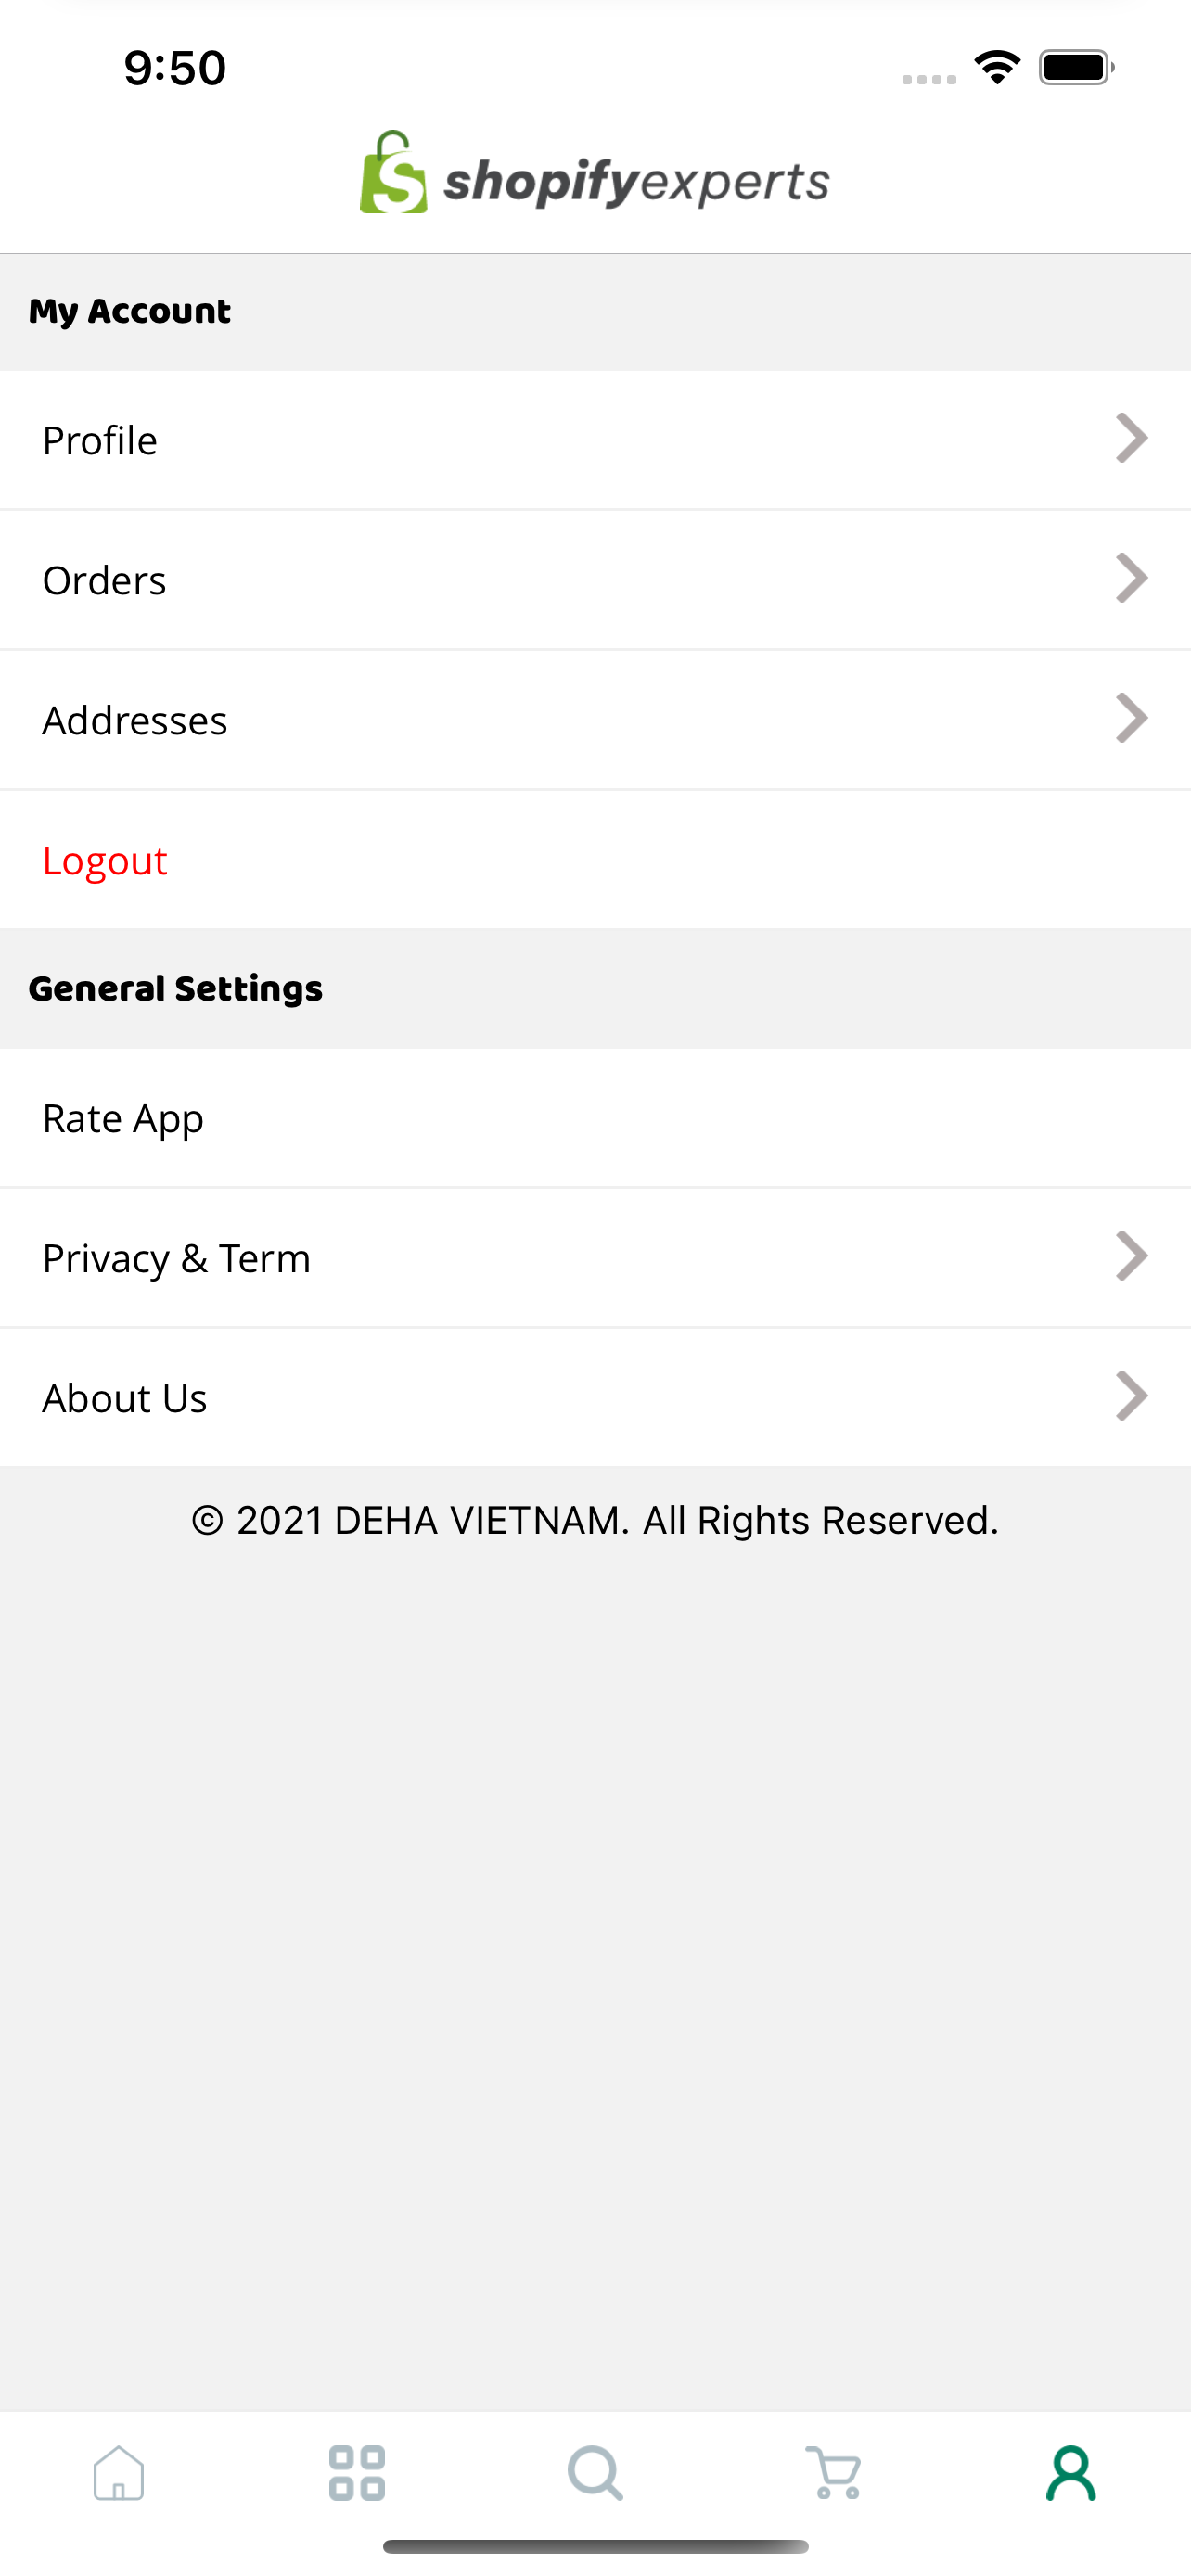 9:50
shopifyexperts
My Account
Profile
Orders
Addresses
Logout
General Settings
Rate App
Privacy & Term
About Us
© 2021 DEHA VIETNAM. All Rights Reserved.